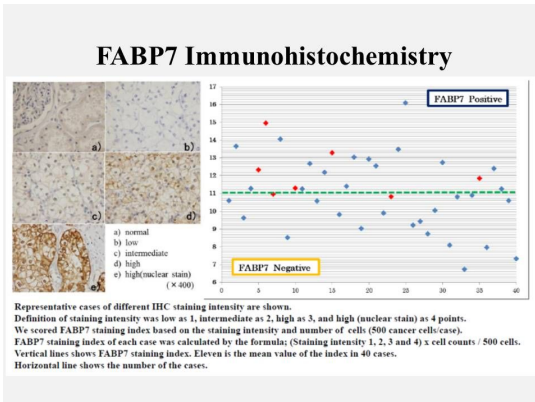 FABP7 Immunohistochemistry
a)
b)
c)
d)
e)
a) normal
b) low
c) intermediate
d) high
e) high(nuclear stain)
(×400)
17
16
15
14
13
12
11
10
9
8
7
6
0
5
10
15
20
25
30
35
40
FABP7 Positive
FABP7 Negative
Representative cases of different IHC staining intensity are shown.
Definition of staining intensity was low as 1, intermediate as 2, high as 3, and high (nuclear stain) as 4 points.
We scored FABP7 staining index based on the staining intensity and number of cells (500 cancer cells/case).
FABP7 staining index of each case was calculated by the formula; (Staining intensity 1, 2, 3 and 4) x cell counts / 500 cells.
Vertical lines shows FABP7 staining index. Eleven is the mean value of the index in 40 cases.
Horizontal line shows the number of the cases.